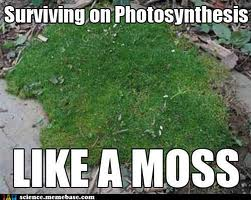 Surviving on Photosynthesis
LIKE A MOSS
science.memebase.com